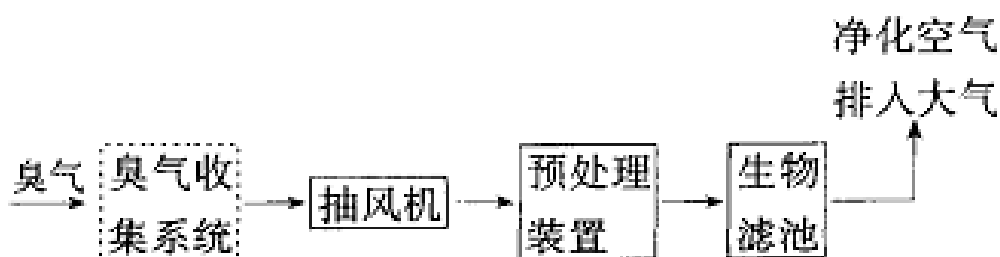 净化空气
排入大气
臭气
臭气收
集系统
抽风机
预处理
装置
生物
滤池